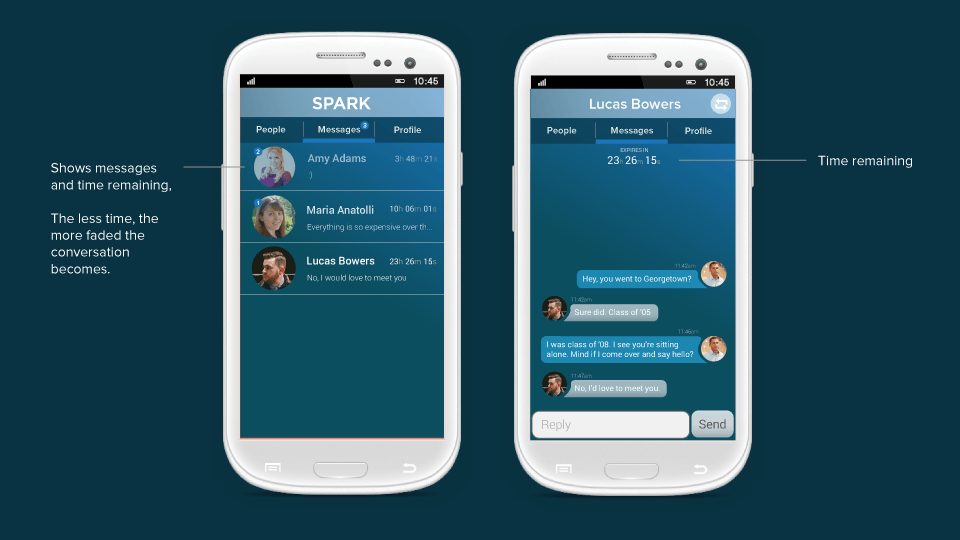 10:45
SPARK
People Messages 3 Profile
2
Amy Adams 3h 48m 21s
:)
1
Maria Anatolli 10h 06m 01s
Everything is so expensive over th...
Lucas Bowers 23h 26m 15s
No, I would love to meet you
Shows messages
and time remaining,
The less time, the
more faded the
conversation
becomes.
10:45
Lucas Bowers
People Messages Profile
EXPIRES IN
23h 26m 15s
Time remaining
11:42am
Hey, you went to Georgetown?
11:42am
Sure did. Class of '05
11:46am
I was class of '08. I see you're sitting
alone. Mind if I come over and say hello?
11:47am
No, I'd love to meet you.
Reply
Send